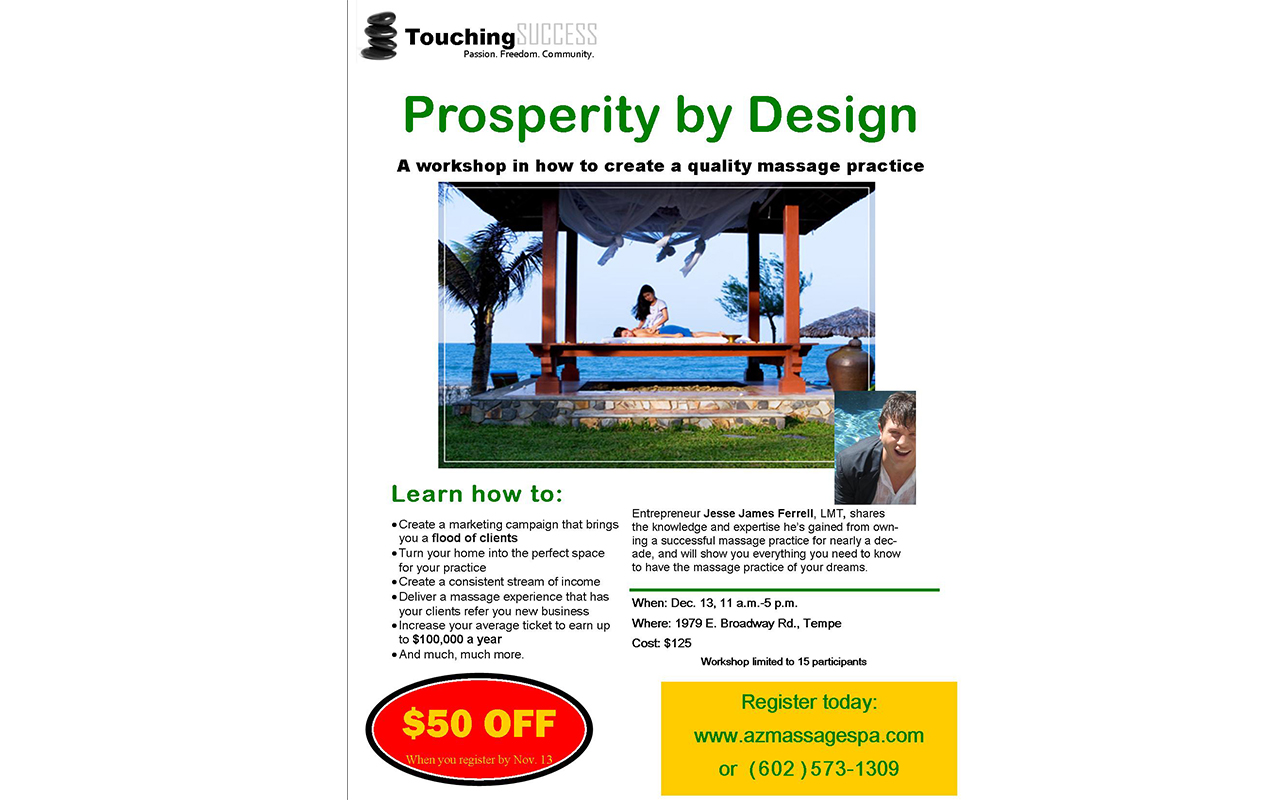 TouchingSUCCESS
Passion. Freedom. Community.
Prosperity by Design
A workshop in how to create a quality massage practice
Learn how to:
• Create a marketing campaign that brings
you a flood of clients
• Turn your home into the perfect space
for your practice
• Create a consistent stream of income
• Deliver a massage experience that has
your clients refer you new business
• Increase your average ticket to earn up
to $100,000 a year
• And much, much more.
Entrepreneur Jesse James Ferrell, LMT, shares
the knowledge and expertise he's gained from own-
ing a successful massage practice for nearly a dec-
ade, and will show you everything you need to know
to have the massage practice of your dreams.
When: Dec. 13, 11 a.m.-5 p.m.
Where: 1979 E. Broadway Rd., Tempe
Cost: $125
Workshop limited to 15 participants
$50 OFF
When you register by Nov. 13
Register today:
www.azmassagespa.com
or (602 ) 573-1309